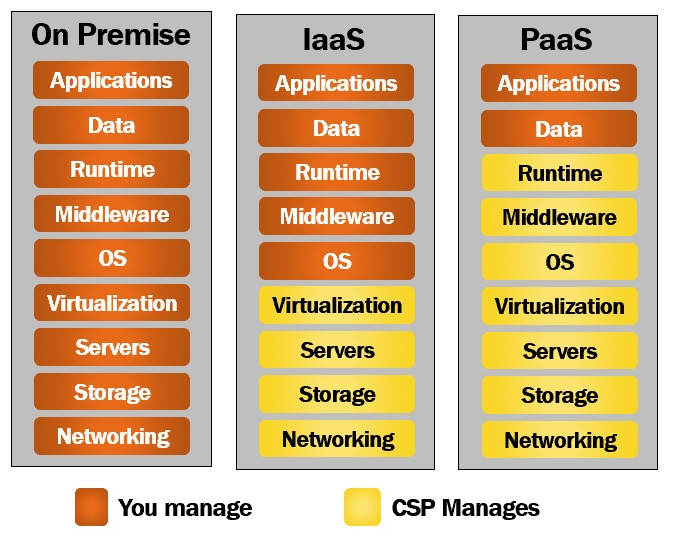 On Premise
Applications
Data
Runtime
Middleware
OS
Virtualization
Servers
Storage
Networking
IaaS
Applications
Data
Runtime
Middleware
OS
Virtualization
Servers
Storage
Networking
PaaS
Applications
Data
Runtime
Middleware
OS
Virtualization
Servers
Storage
Networking
You manage
CSP Manages